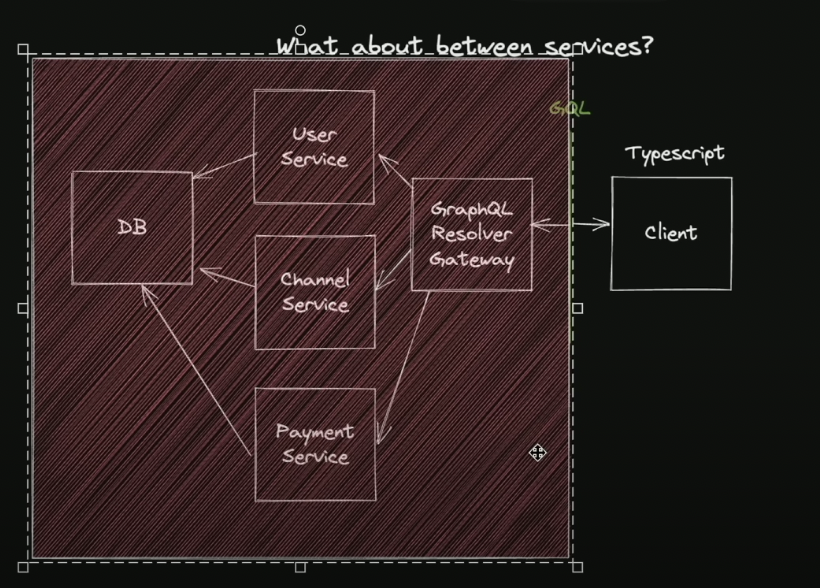 What about between services?
GQL
Typescript
User
Service
GraphQL
Resolver
Gateway
DB
Client
Channel
Service
Payment
Service